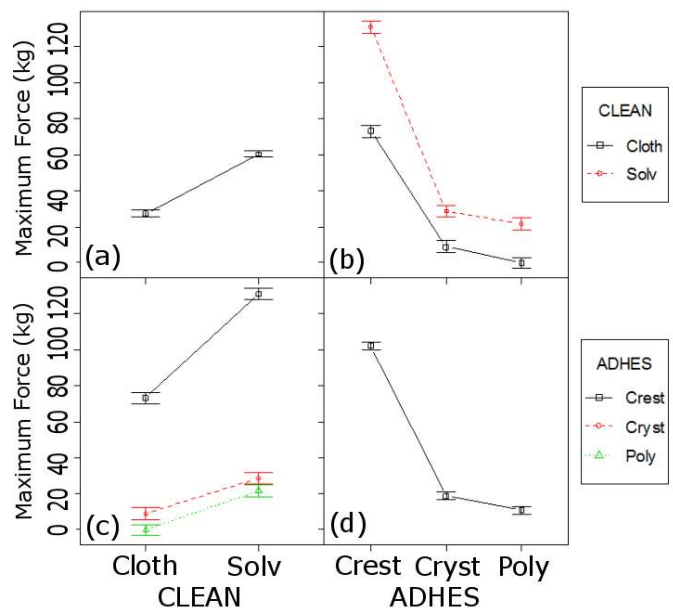 Maximum Force (kg)
0 20 40 60 80 100 120
(a)
(b)
CLEAN
Cloth
Solv
Maximum Force (kg)
0 20 40 60 80 100 120
(c)
(d)
ADHES
Crest
Cryst
Poly
Cloth Solv Crest Cryst Poly
CLEAN ADHES